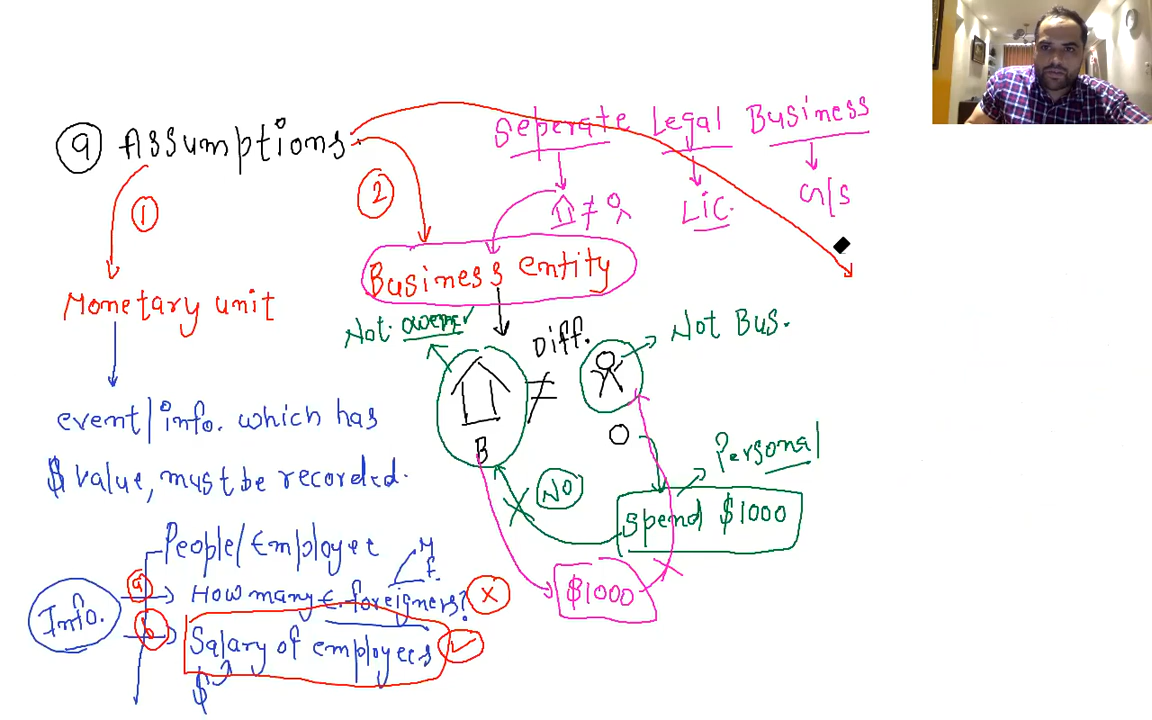 9 Assumptions
1
Monetary unit
event/info. which has
$ value, must be recorded.
People/Employee
M
F.
Info.
a How many E. foreigners? X
b Salary of employees
$
2
Seperate Legal Business
≠
LiC.
G/S
Business entity
Not owner
Diff.
≠
Not Bus.
B
O
Personal
NO
Spend $1000
$1000